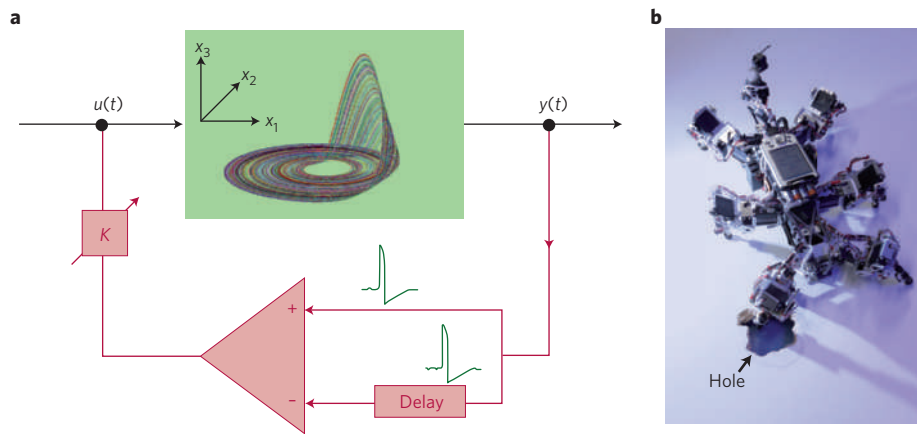 a
b
x3
x2
u(t)
y(t)
x1
K
+
–
Delay
Hole